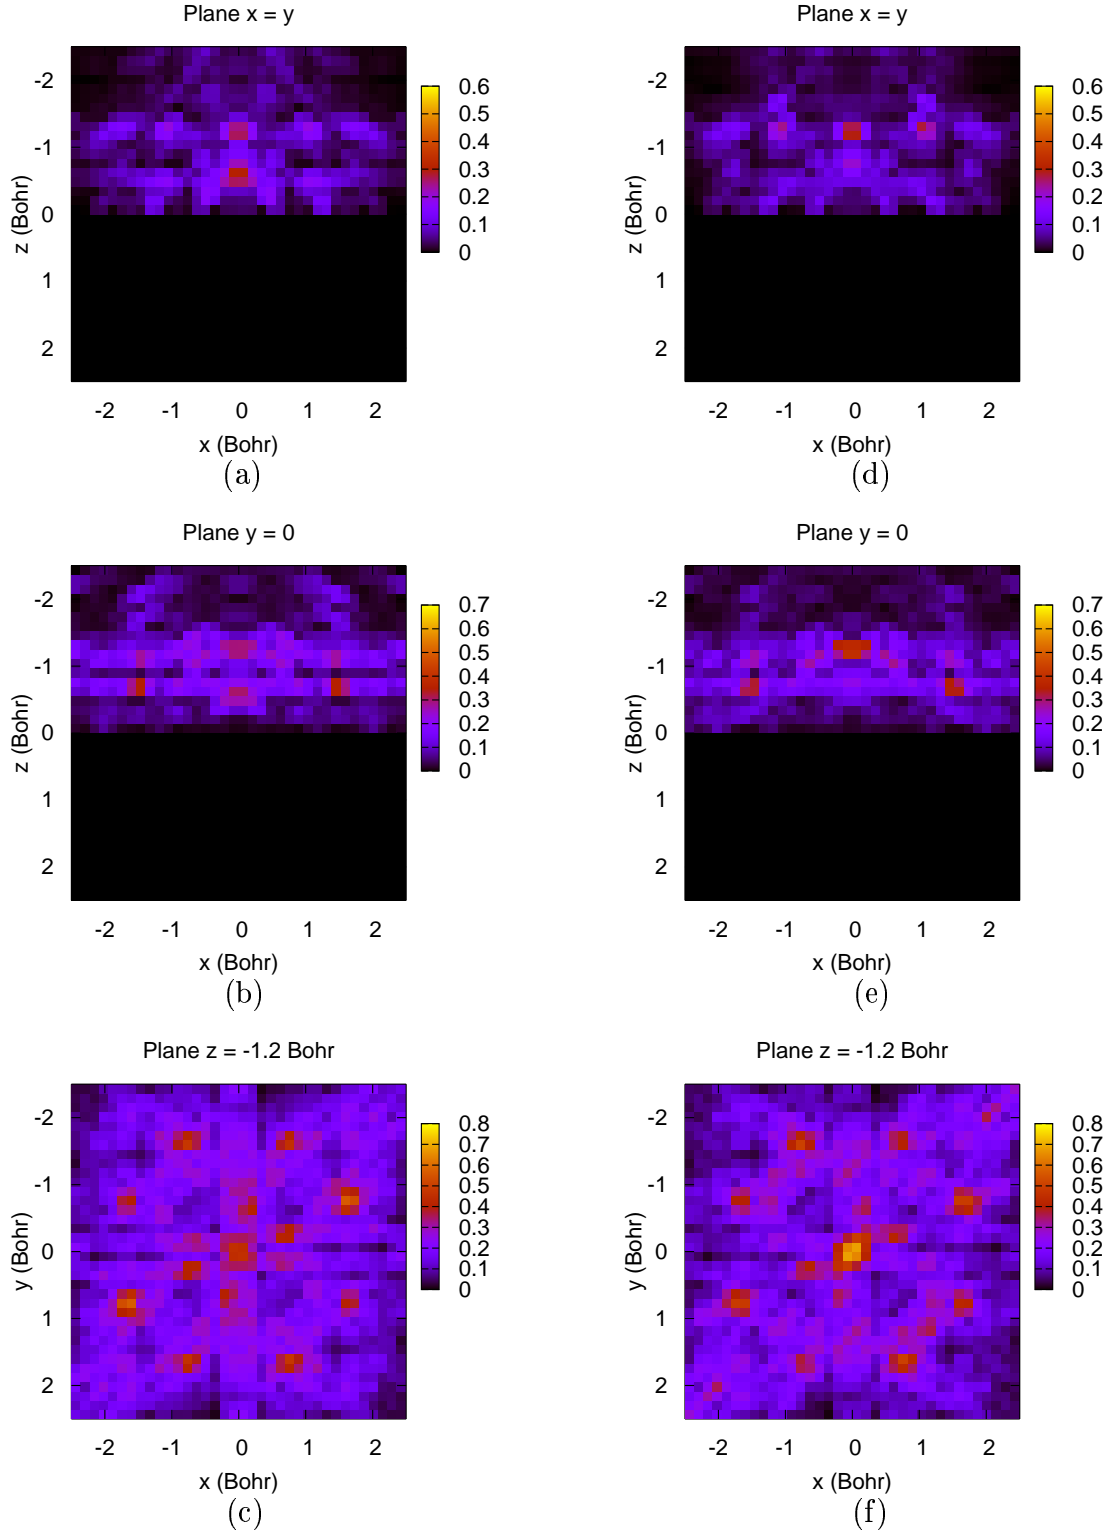 Plane x = y
-2
-1
0
1
2
z (Bohr)
-2 -1 0 1 2
x (Bohr)
0.6
0.5
0.4
0.3
0.2
0.1
0
(a)
Plane x = y
-2
-1
0
1
2
z (Bohr)
-2 -1 0 1 2
x (Bohr)
0.6
0.5
0.4
0.3
0.2
0.1
0
(d)
Plane y = 0
-2
-1
0
1
2
z (Bohr)
-2 -1 0 1 2
x (Bohr)
0.7
0.6
0.5
0.4
0.3
0.2
0.1
0
(b)
Plane y = 0
-2
-1
0
1
2
z (Bohr)
-2 -1 0 1 2
x (Bohr)
0.7
0.6
0.5
0.4
0.3
0.2
0.1
0
(e)
Plane z = -1.2 Bohr
-2
-1
0
1
2
y (Bohr)
-2 -1 0 1 2
x (Bohr)
0.8
0.7
0.6
0.5
0.4
0.3
0.2
0.1
0
(c)
Plane z = -1.2 Bohr
-2
-1
0
1
2
y (Bohr)
-2 -1 0 1 2
x (Bohr)
0.8
0.7
0.6
0.5
0.4
0.3
0.2
0.1
0
(f)